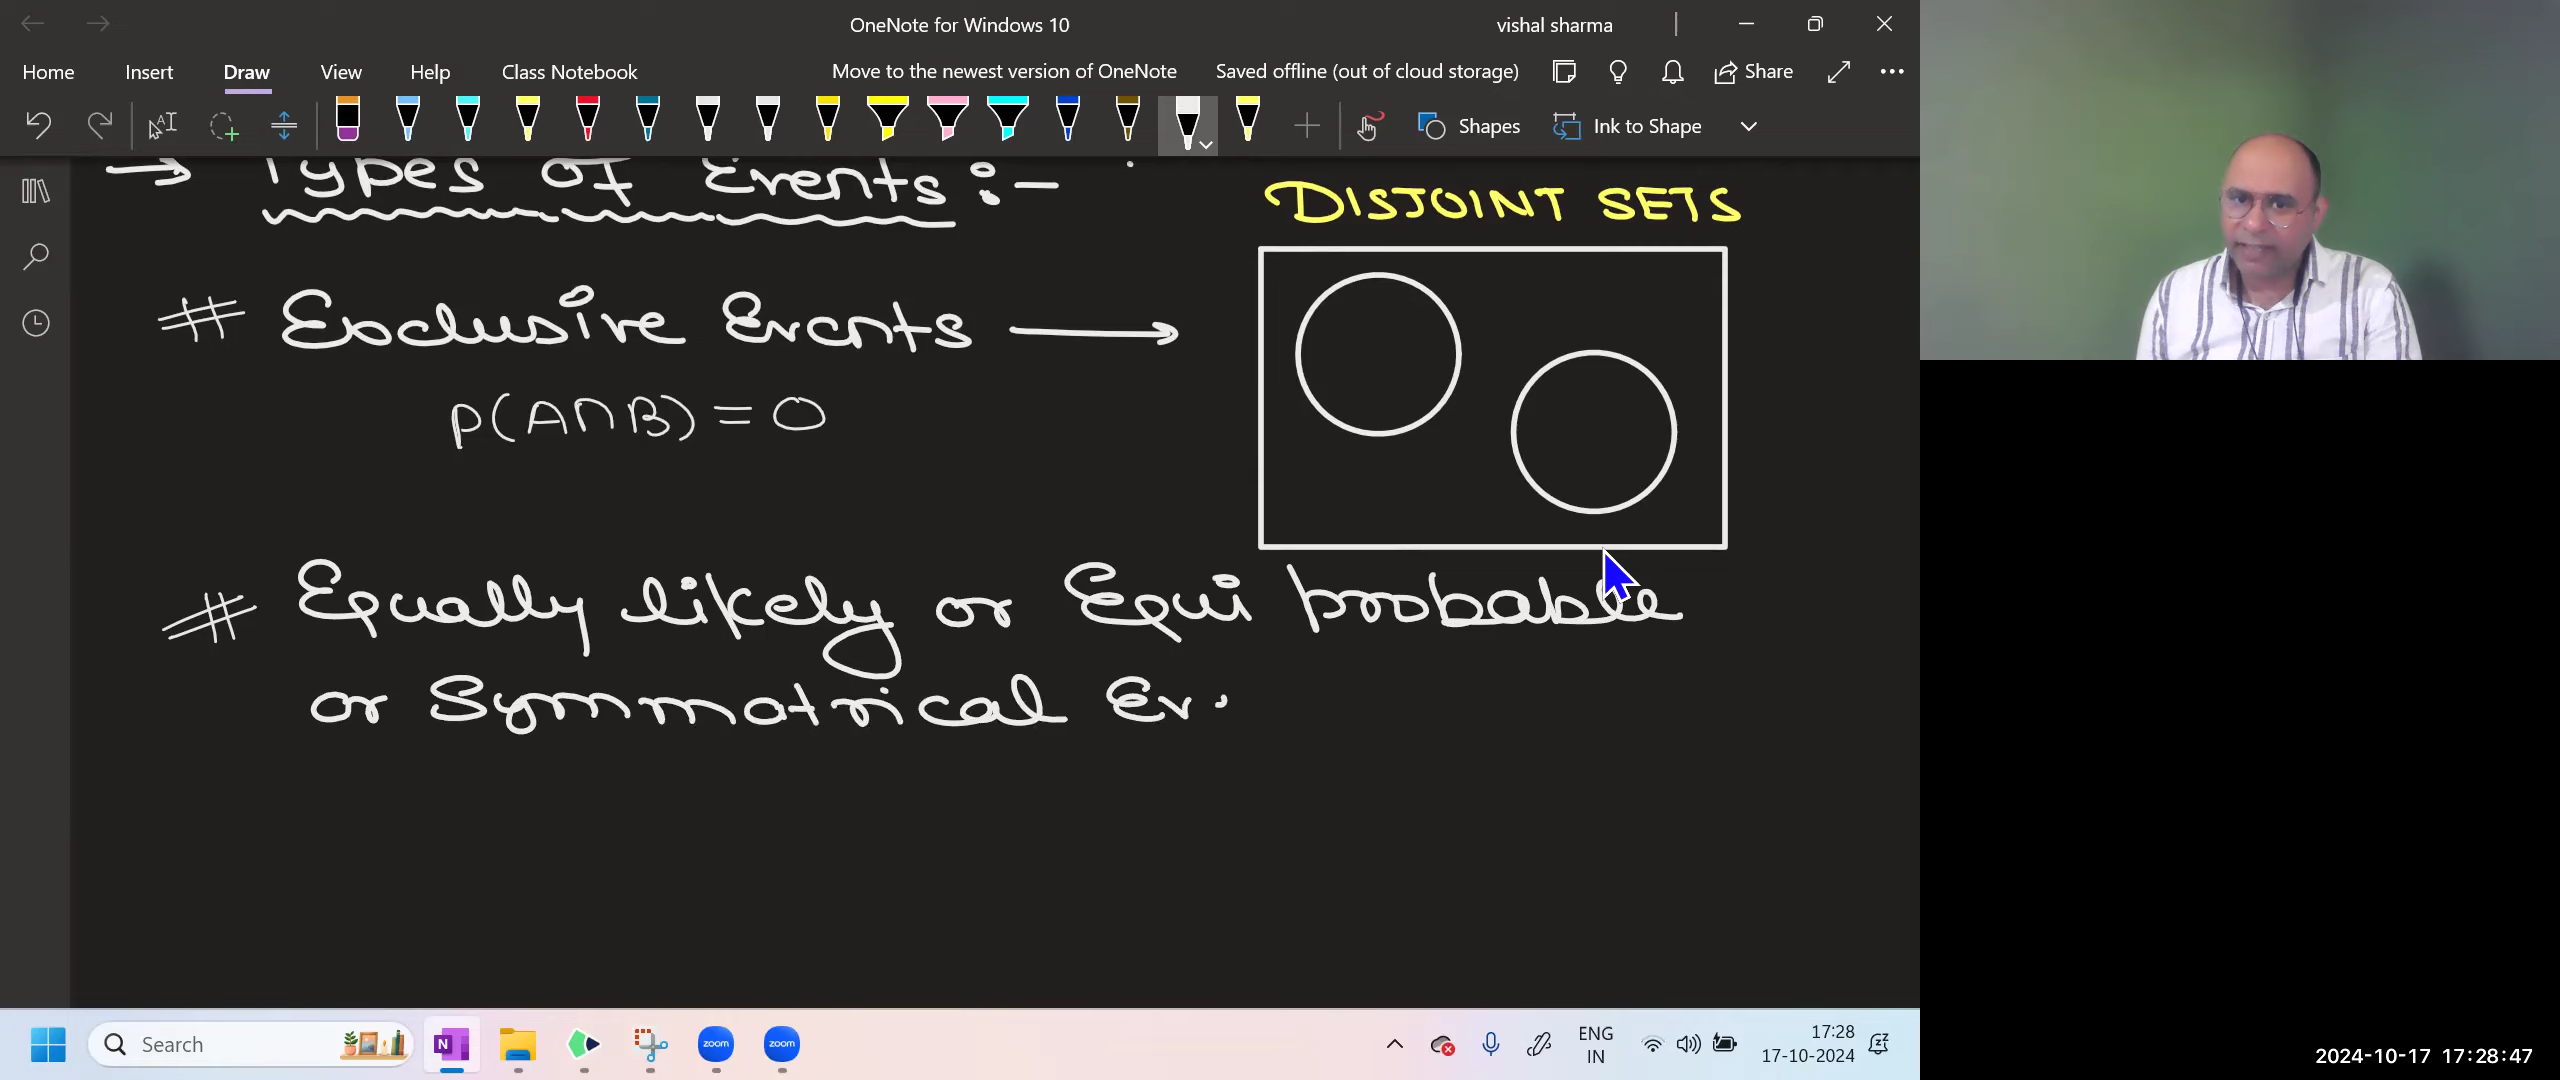 OneNote for Windows 10
vishal sharma
Home Insert Draw View Help Class Notebook
Move to the newest version of OneNote Saved offline (out of cloud storage) Share
Shapes Ink to Shape
→ Types of Events :-
DISJOINT SETS
# Exclusive Events →
P(A∩B) = 0
# Equally likely or Equi probable
or Symmatrical Ev.
Search
zoom zoom
ENG
IN
17:28
17-10-2024
2024-10-17 17:28:47